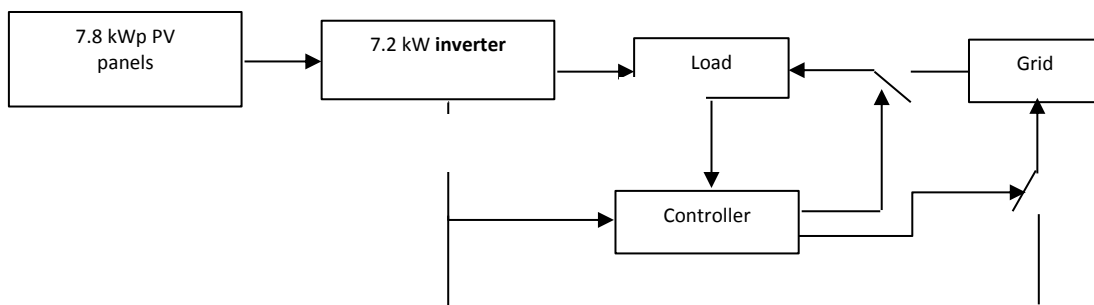 7.8 kWp PV
panels
7.2 kW inverter
Load
Grid
Controller